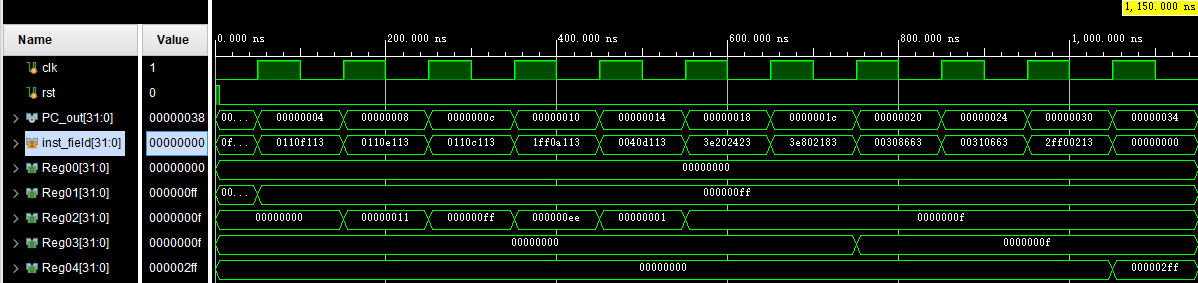 1,150.000 ns
Name Value 0.000 ns 200.000 ns 400.000 ns 600.000 ns 800.000 ns 1,000.000 ns
clk 1
rst 0
PC_out[31:0] 00000038 00... 00000004 00000008 0000000c 00000010 00000014 00000018 0000001c 00000020 00000024 00000030 00000034
inst_field[31:0] 00000000 0f... 0110f113 0110e113 0110c113 1ff0a113 0040d113 3e202423 3e802183 00308663 00310663 2ff00213 00000000
Reg00[31:0] 00000000 00000000
Reg01[31:0] 000000ff 00... 000000ff
Reg02[31:0] 0000000f 00000000 00000011 000000ff 000000ee 00000001 0000000f
Reg03[31:0] 0000000f 00000000 0000000f
Reg04[31:0] 000002ff 00000000 000002ff